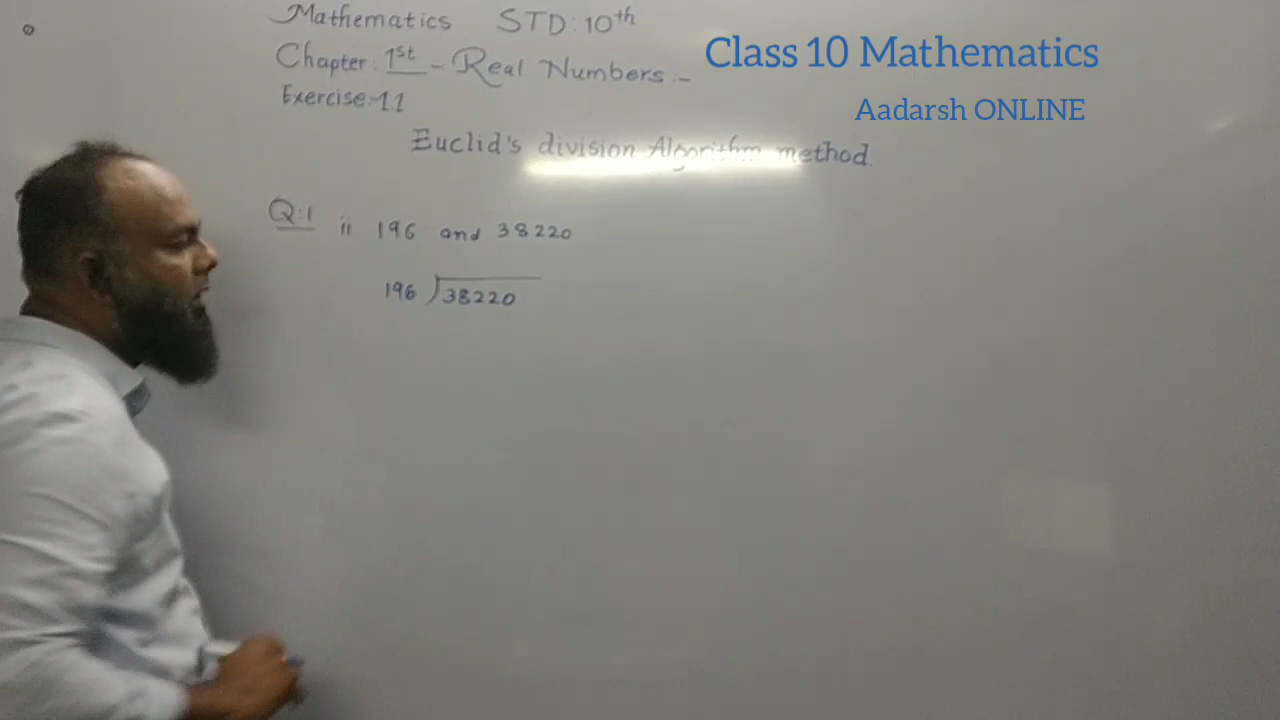 Mathematics STD: 10th
Chapter: 1st - Real Numbers :-
Exercise:-1.1
Class 10 Mathematics
Aadarsh ONLINE
Euclid's division Algorithm method.
Q:1 ii 196 and 38220
196 ) 38220